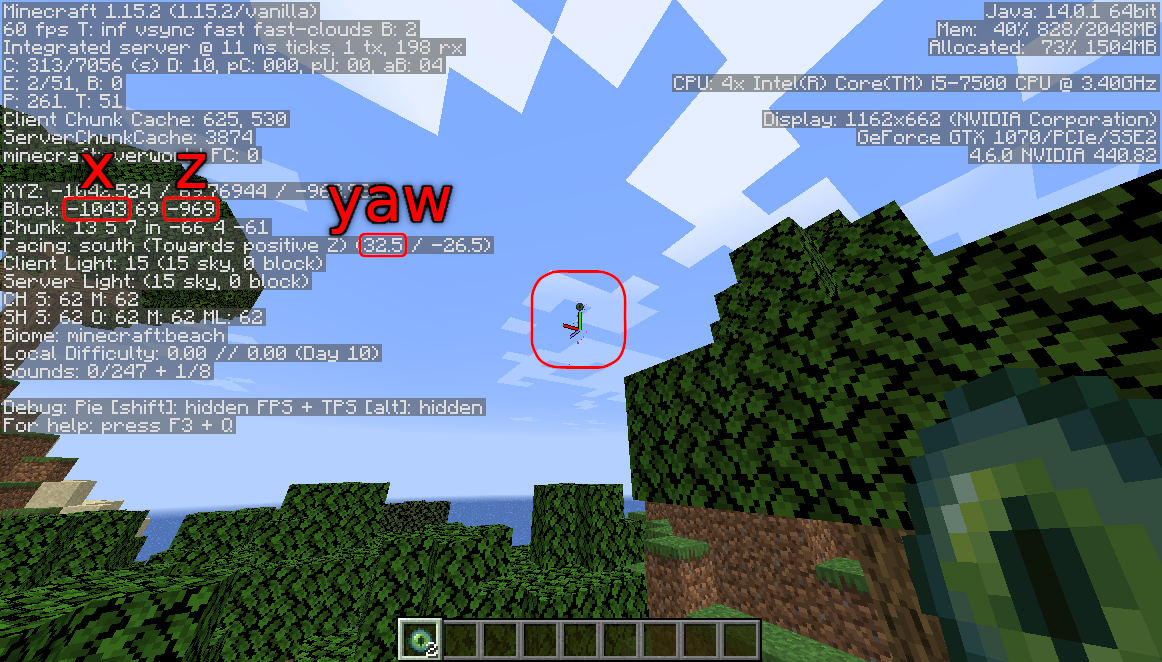 Minecraft 1.15.2 (1.15.2/vanilla)
60 fps T: inf vsync fast fast-clouds B: 2
Integrated server @ 11 ms ticks, 1 tx, 198 rx
C: 313/7056 (s) D: 10, pC: 000, pU: 00, aB: 04
E: 2/51, B: 0
P: 261. T: 51
Client Chunk Cache: 625, 530
ServerChunkCache: 3874
FC: 0
x z
yaw
XYZ: -1042.524 / 69.76944 /
Block: -1043 69 -969
Chunk: 13 5 7 in -66 4 -61
Facing: south (Towards positive Z) (32.5 / -26.5)
Client Light: 15 (15 sky, 0 block)
Server Light: (15 sky, 0 block)
CH S: 62 M: 62
SH S: 62 O: 62 M: 62 ML: 62
Biome: minecraft:beach
Local Difficulty: 0.00 // 0.00 (Day 10)
Sounds: 0/247 + 1/8
Debug: Pie [shift]: hidden FPS + TPS [alt]: hidden
For help: press F3 + Q
Java: 14.0.1 64bit
Mem: 40% 828/2048MB
Allocated: 73% 1504MB
CPU: 4x Intel(R) Core(TM) i5-7500 CPU @ 3.40GHz
Display: 1162x662 (NVIDIA Corporation)
GeForce GTX 1070/PCIe/SSE2
4.6.0 NVIDIA 440.82
2